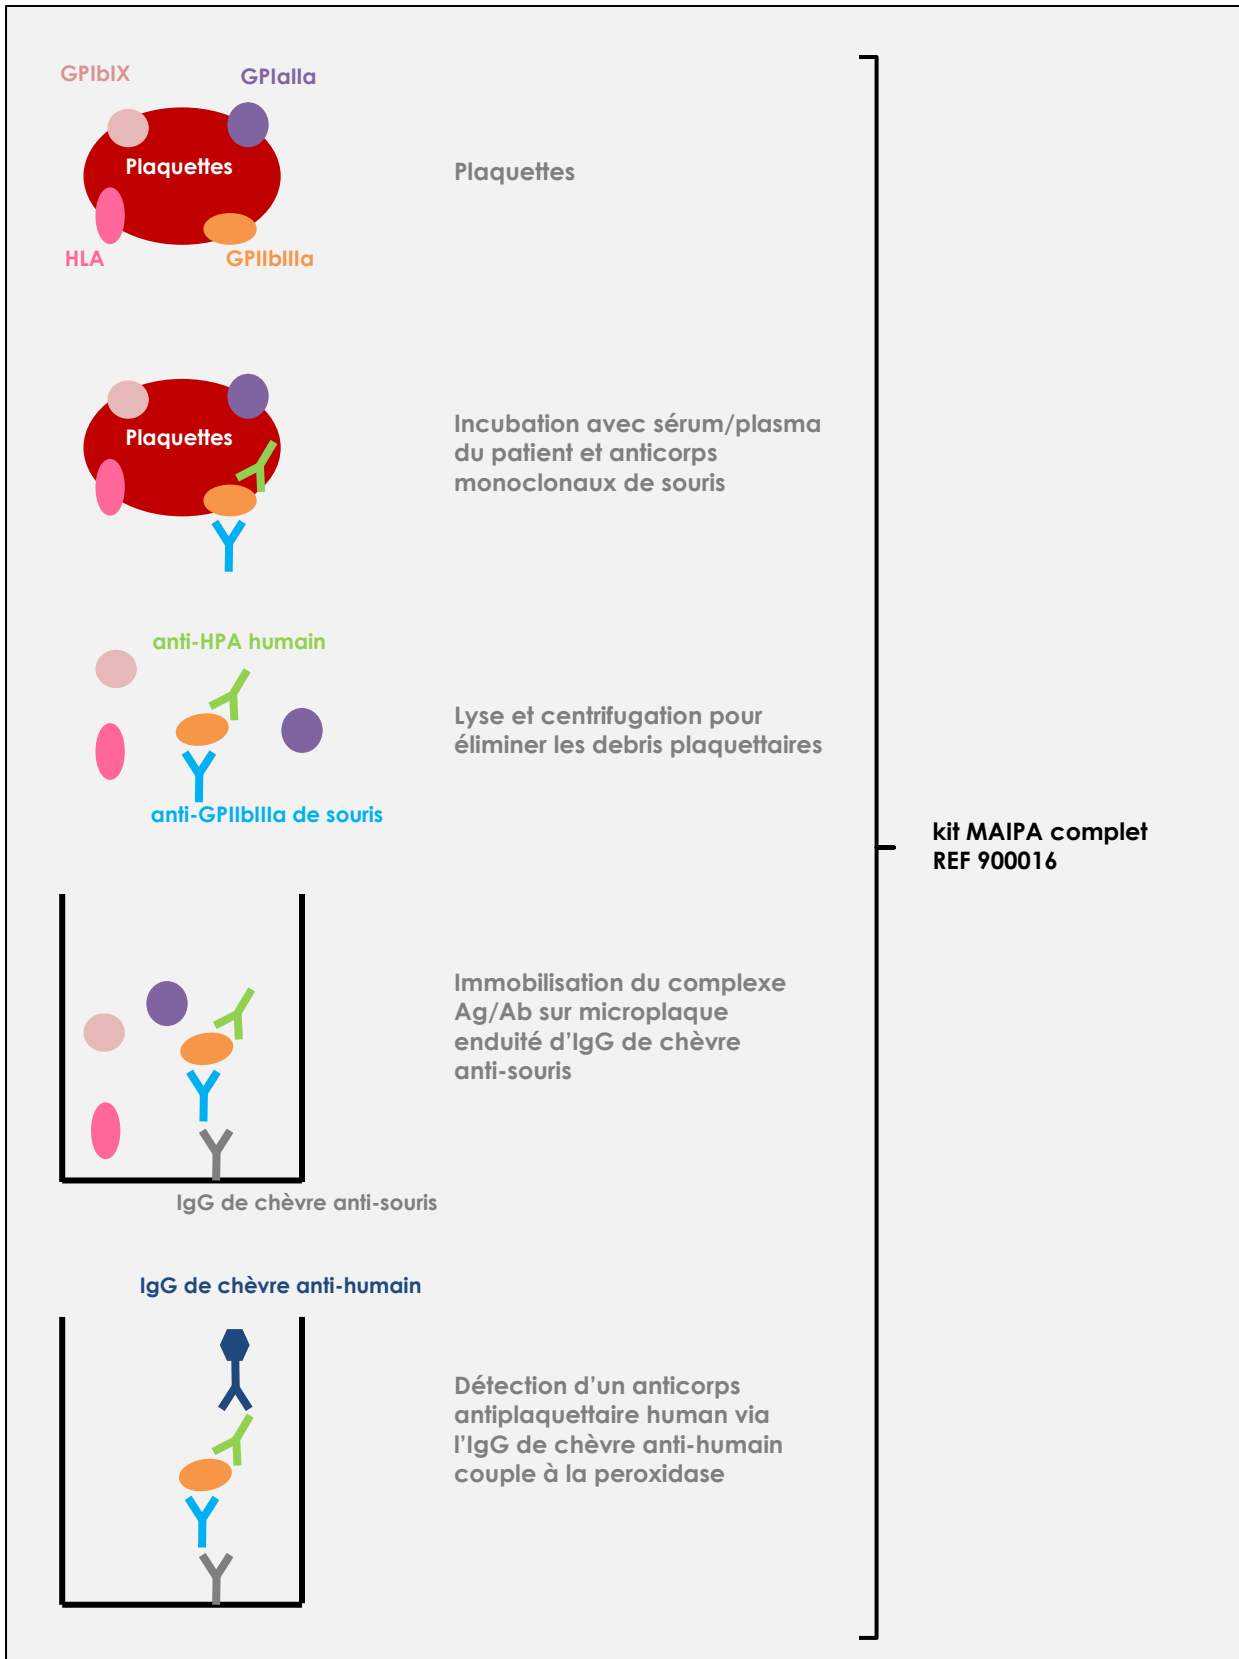 GPIbIX
GPIaIIa
Plaquettes
Plaquettes
HLA
GPIIbIIIa
Plaquettes
Incubation avec sérum/plasma
du patient et anticorps
monoclonaux de souris
anti-HPA humain
Lyse et centrifugation pour
éliminer les debris plaquettaires
anti-GPIIbIIIa de souris
kit MAIPA complet
REF 900016
Immobilisation du complexe
Ag/Ab sur microplaque
enduité d’IgG de chèvre
anti-souris
IgG de chèvre anti-souris
IgG de chèvre anti-humain
Détection d’un anticorps
antiplaquettaire human via
l’IgG de chèvre anti-humain
couple à la peroxidase